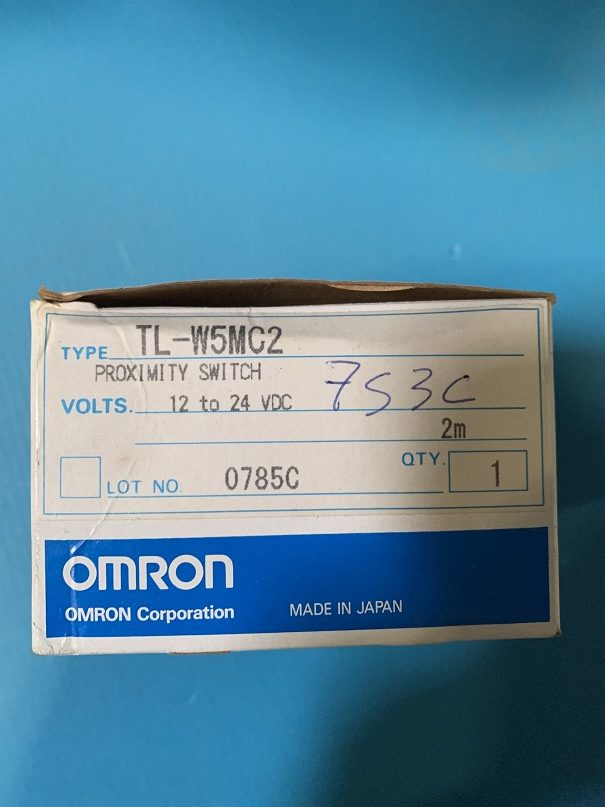 TYPE TL-W5MC2
PROXIMITY SWITCH
7S3C
VOLTS. 12 to 24 VDC
2m
LOT NO. 0785C
QTY. 1
OMRON
OMRON Corporation MADE IN JAPAN